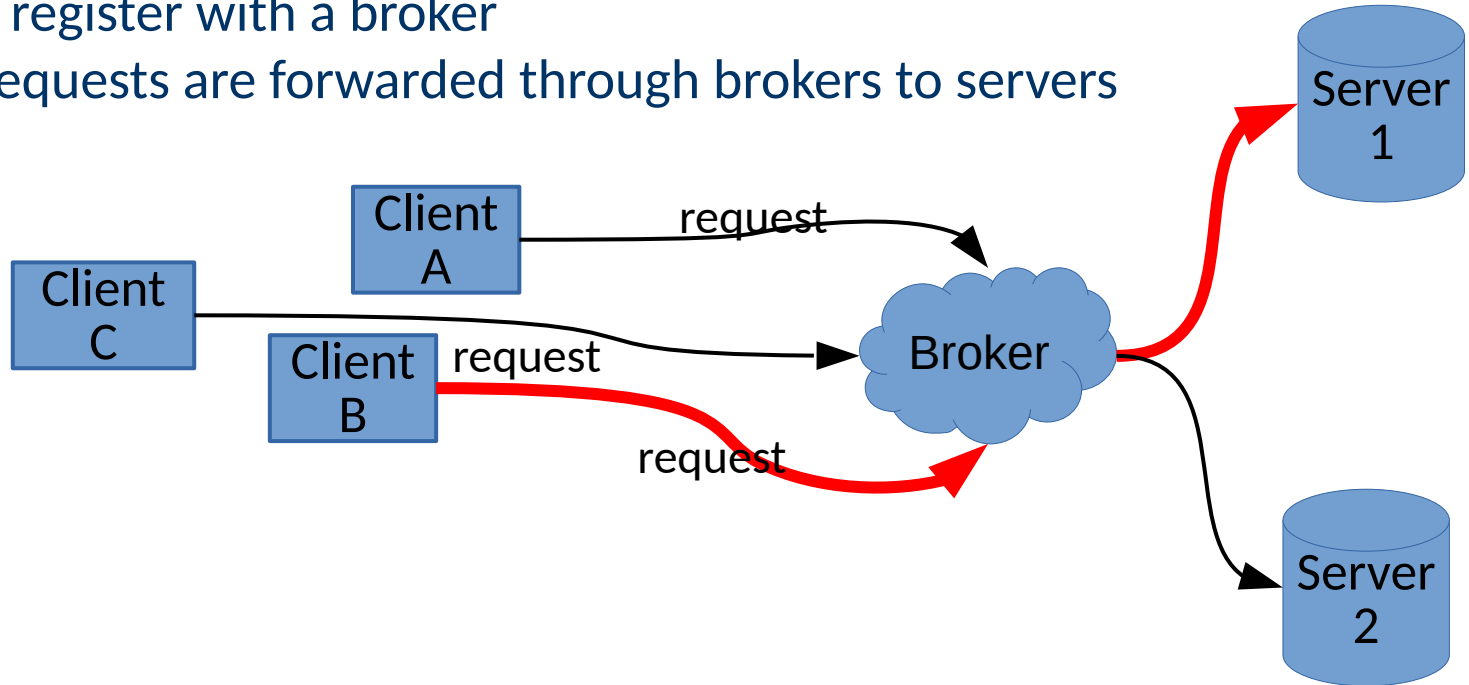 register with a broker
equests are forwarded through brokers to servers
Server
1
Client
A
request
Client
C
Client
B
request
Broker
request
Server
2